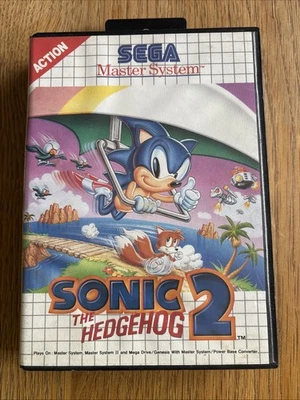 ACTION
SEGA
Master System™
SONIC
THE
HEDGEHOG
2
™
Plays On: Master System, Master System II and Mega Drive/Genesis With Master System/Power Base Converter.